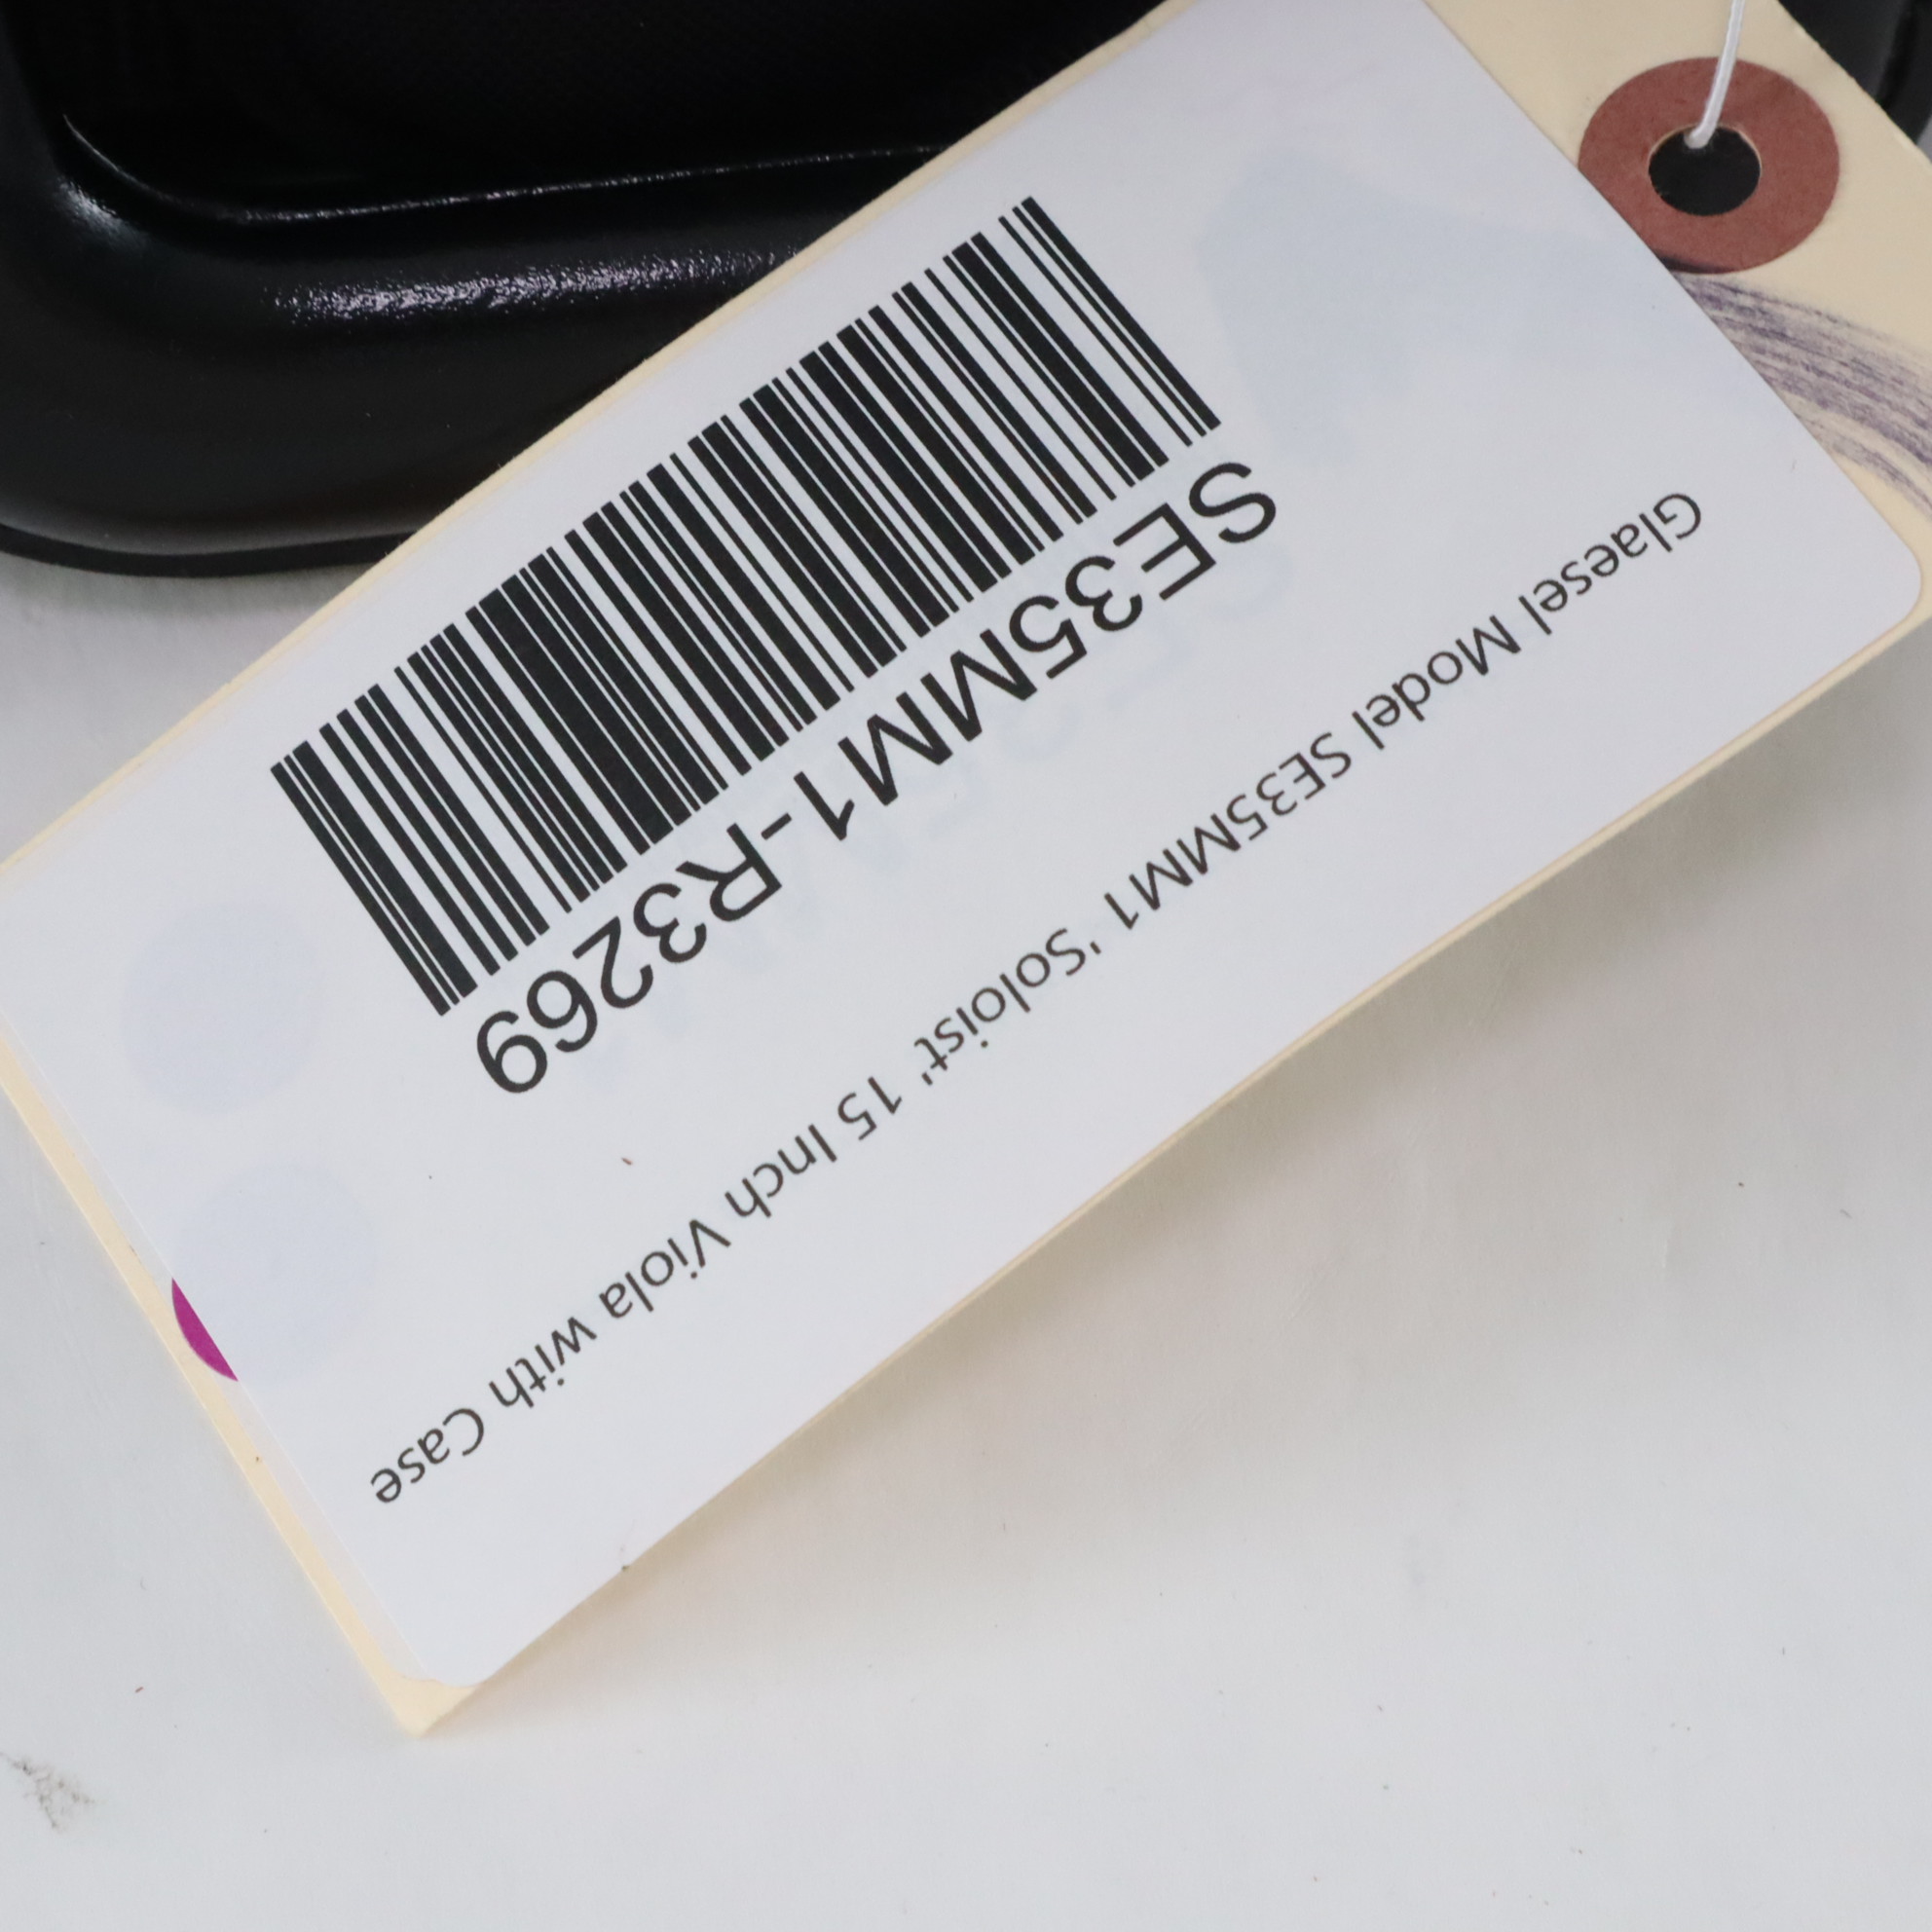 SE35MM1-R3269
Glaesel Model SE35MM1 'Soloist' 15 Inch Viola with Case